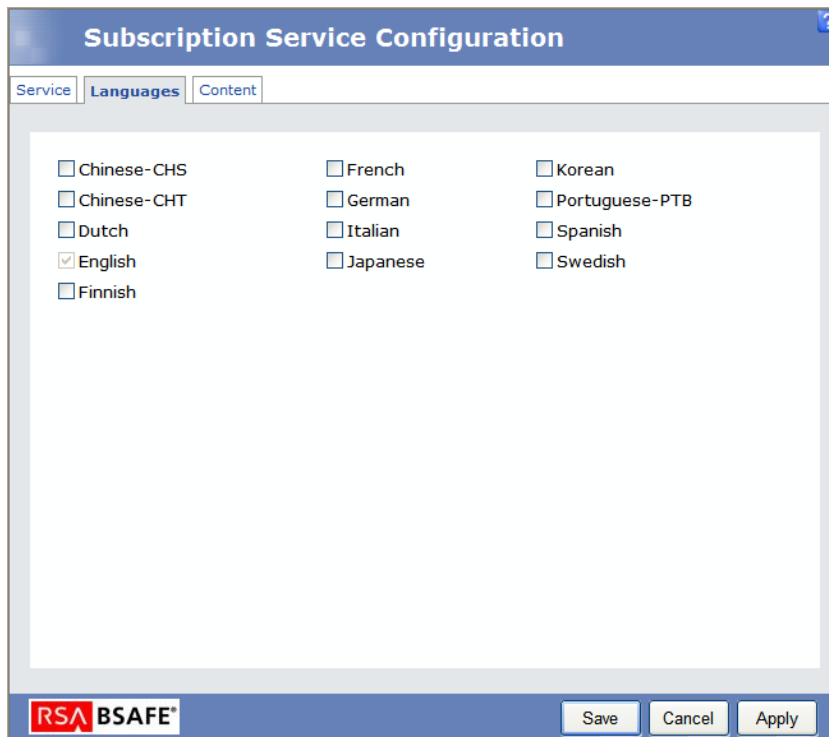 Subscription Service Configuration
?
Service Languages Content
Chinese-CHS French Korean
Chinese-CHT German Portuguese-PTB
Dutch Italian Spanish
English Japanese Swedish
Finnish
RSA BSAFE® Save Cancel Apply